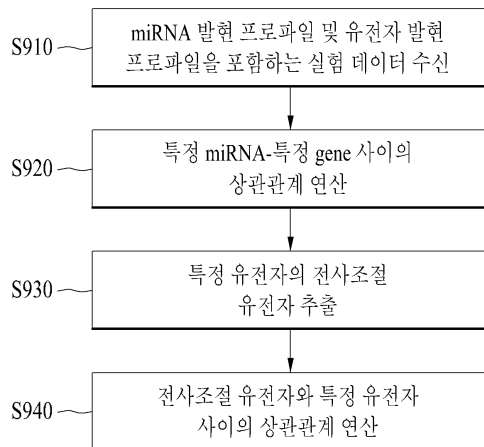 S910
miRNA 발현 프로파일 및 유전자 발현
프로파일을 포함하는 실험 데이터 수신
S920
특정 miRNA-특정 gene 사이의
상관관계 연산
S930
특정 유전자의 전사조절
유전자 추출
S940
전사조절 유전자와 특정 유전자
사이의 상관관계 연산